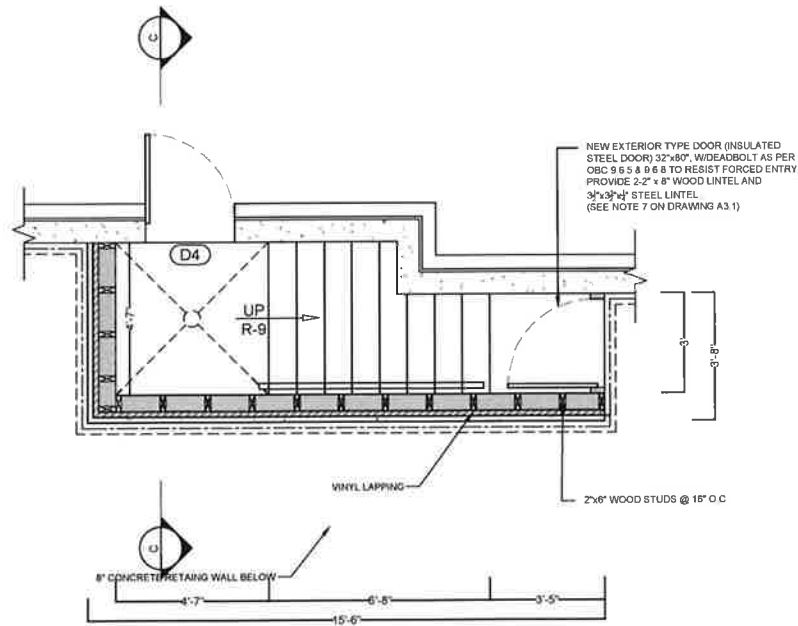 C
NEW EXTERIOR TYPE DOOR (INSULATED
STEEL DOOR) 32"x80", W/DEADBOLT AS PER
OBC 9 6 5 & 9 6 8 TO RESIST FORCED ENTRY
PROVIDE 2-2" x 8" WOOD LINTEL AND
STEEL LINTEL
(SEE NOTE 7 ON DRAWING A3.1)
D4
UP
R-9
4'-7"
3'
3'-8"
VINYL LAPPING
2"x6" WOOD STUDS @ 16" O C
C
8" CONCRETE RETAING WALL BELOW
4'-7"
6'-8"
3'-5"
15'-6"